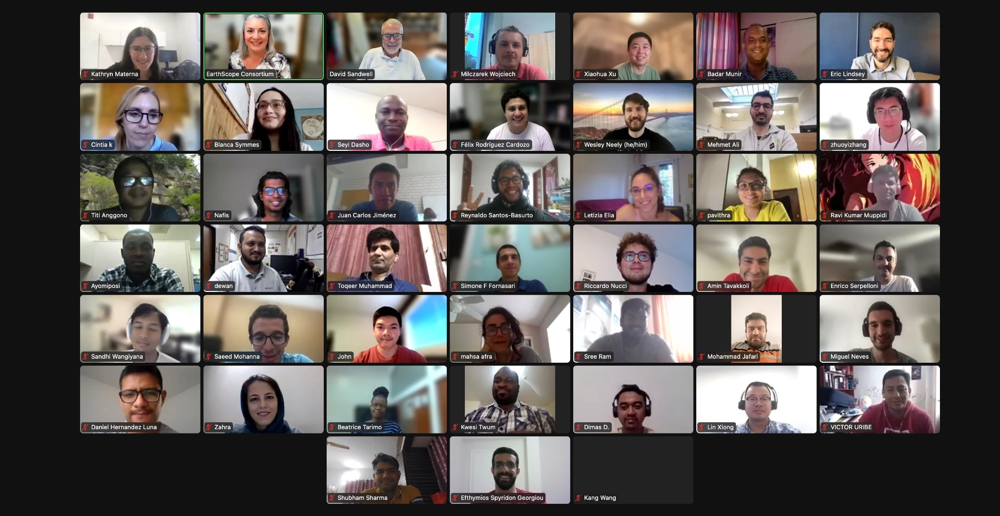 Kathryn Materna
EarthScope Consortium
David Sandwell
Milczarek Wojciech
Xiaohua Xu
Badar Munir
Eric Lindsey
Cintia k
Blanca Symmes
Seyi Dasho
Félix Rodríguez Cardozo
Wesley Neely (he/him)
Mehmet Ali
zhuoyizhang
Titi Anggono
Nafis
Juan Carlos Jiménez
Reynaldo Santos-Basurto
Letizia Elia
pavithra
Ravi Kumar Muppidi
Ayomiposi
dewan
Toqeer Muhammad
Simone F Fornasari
Riccardo Nucci
Amin Tavakkoli
Enrico Serpelloni
Sandhi Wangiyana
Saeed Mohanna
John
mahsa afra
Sree Ram
Mohammad Jafari
Miguel Neves
Daniel Hernandez Luna
Zahra
Beatrice Tarimo
Kwesi Twum
Dimas D.
Lin Xiong
VICTOR URIBE
Shubham Sharma
Efthymios Spyridon Georgiou
Kang Wang